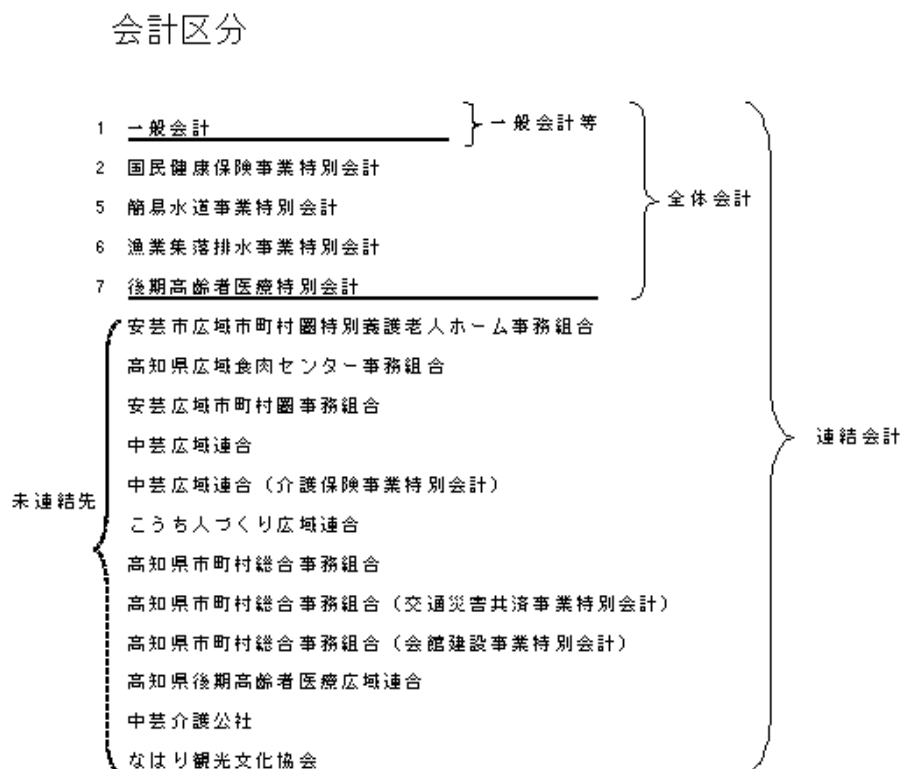 会計区分
1 一般会計 一般会計等
2 国民健康保険事業特別会計
5 簡易水道事業特別会計 全体会計
6 漁業集落排水事業特別会計
7 後期高齢者医療特別会計
安芸市広域市町村圏特別養護老人ホーム事務組合
高知県広域食肉センター事務組合
安芸広域市町村圏事務組合
中芸広域連合 連結会計
中芸広域連合（介護保険事業特別会計）
未連結先
こうち人づくり広域連合
高知県市町村総合事務組合
高知県市町村総合事務組合（交通災害共済事業特別会計）
高知県市町村総合事務組合（会館建設事業特別会計）
高知県後期高齢者医療広域連合
中芸介護公社
なはり観光文化協会